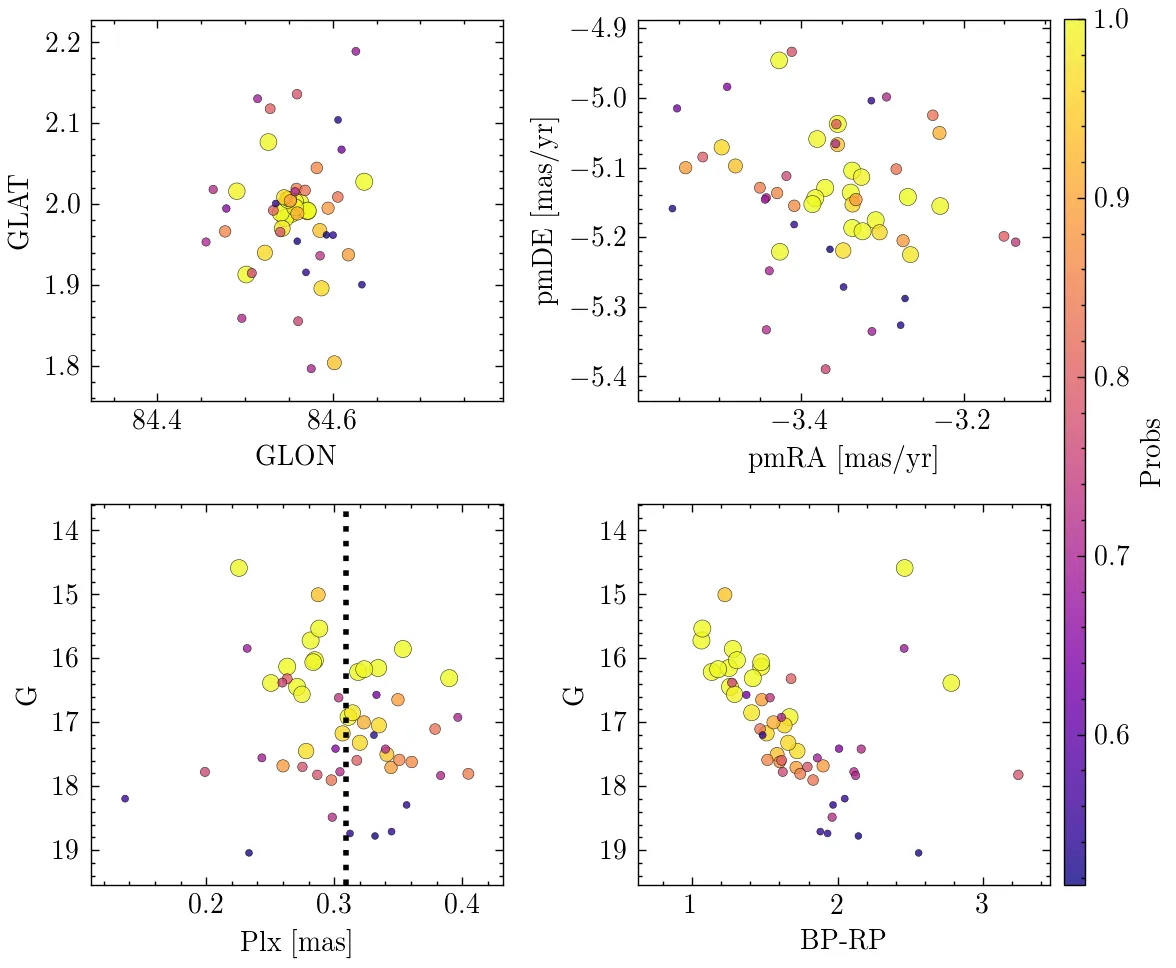 2.2
2.1
2.0
1.9
1.8
GLAT
84.4 84.6
GLON
−4.9
−5.0
−5.1
−5.2
−5.3
−5.4
pmDE [mas/yr]
−3.4 −3.2
pmRA [mas/yr]
1.0
0.9
0.8
0.7
0.6
Probs
14
15
16
17
18
19
G
0.2 0.3 0.4
Plx [mas]
14
15
16
17
18
19
G
1 2 3
BP-RP